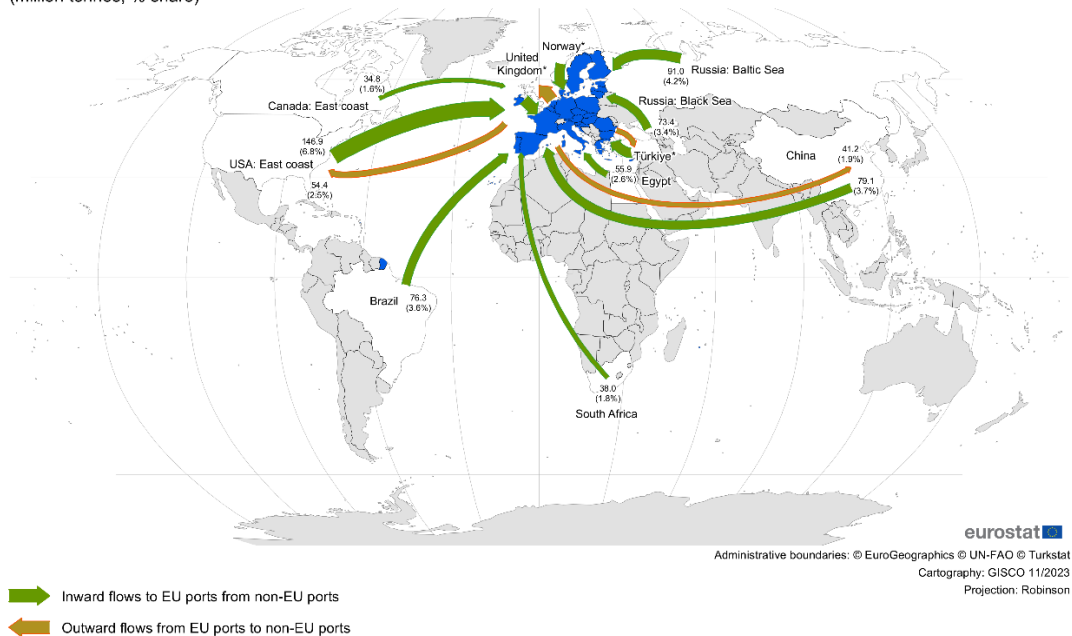 (million tonnes, % share)
Norway*
United
Kingdom*
34.8
(1.6%)
Canada: East coast
91.0
(4.2%)
Russia: Baltic Sea
Russia: Black Sea
73.4
(3.4%)
146.9
(6.8%)
USA: East coast
54.4
(2.5%)
Türkiye*
55.9
(2.6%)
Egypt
China
41.2
(1.9%)
79.1
(3.7%)
Brazil
76.3
(3.6%)
38.0
(1.8%)
South Africa
eurostat
Administrative boundaries: © EuroGeographics © UN-FAO © Turkstat
Cartography: GISCO 11/2023
Projection: Robinson
Inward flows to EU ports from non-EU ports
Outward flows from EU ports to non-EU ports